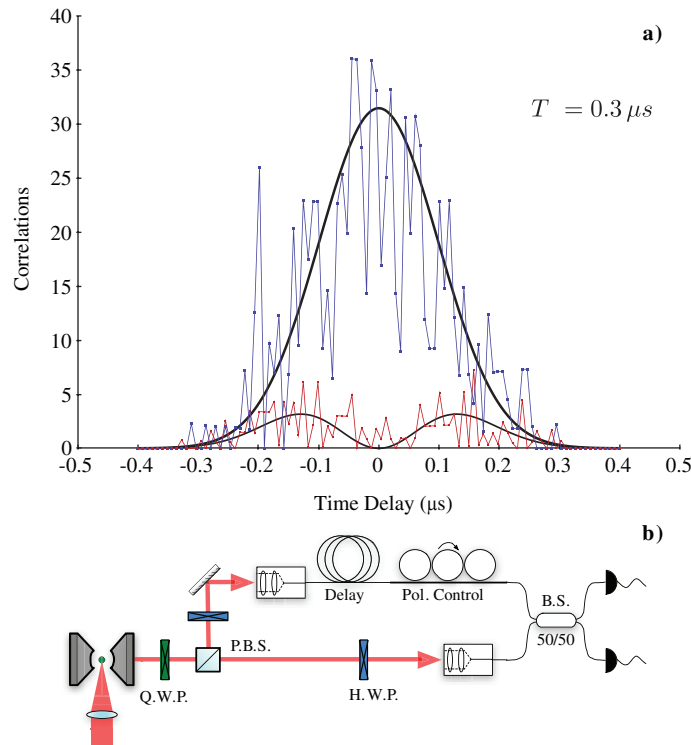 40
35
30
25
20
15
10
5
0
Correlations
a)
T = 0.3 μs
-0.5 -0.4 -0.3 -0.2 -0.1 0 0.1 0.2 0.3 0.4 0.5
Time Delay (μs)
b)
Delay
Pol. Control
B.S.
50/50
P.B.S.
Q.W.P.
H.W.P.